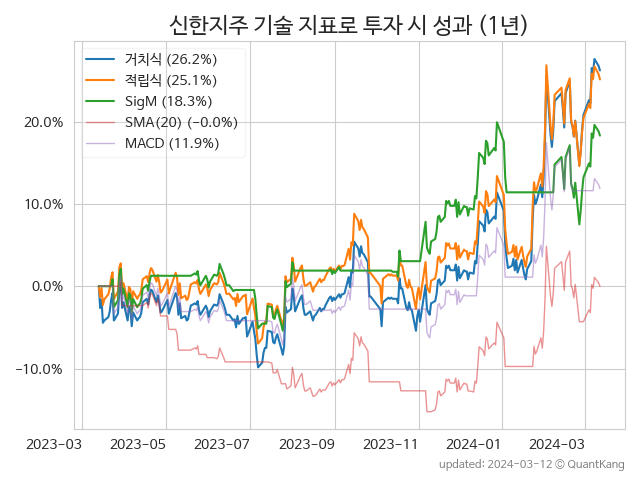 신한지주 기술 지표로 투자 시 성과 (1년)
거치식 (26.2%)
적립식 (25.1%)
SigM (18.3%)
SMA(20) (−0.0%)
MACD (11.9%)
20.0%
10.0%
0.0%
−10.0%
2023-03 2023-05 2023-07 2023-09 2023-11 2024-01 2024-03
updated: 2024-03-12 © QuantKang